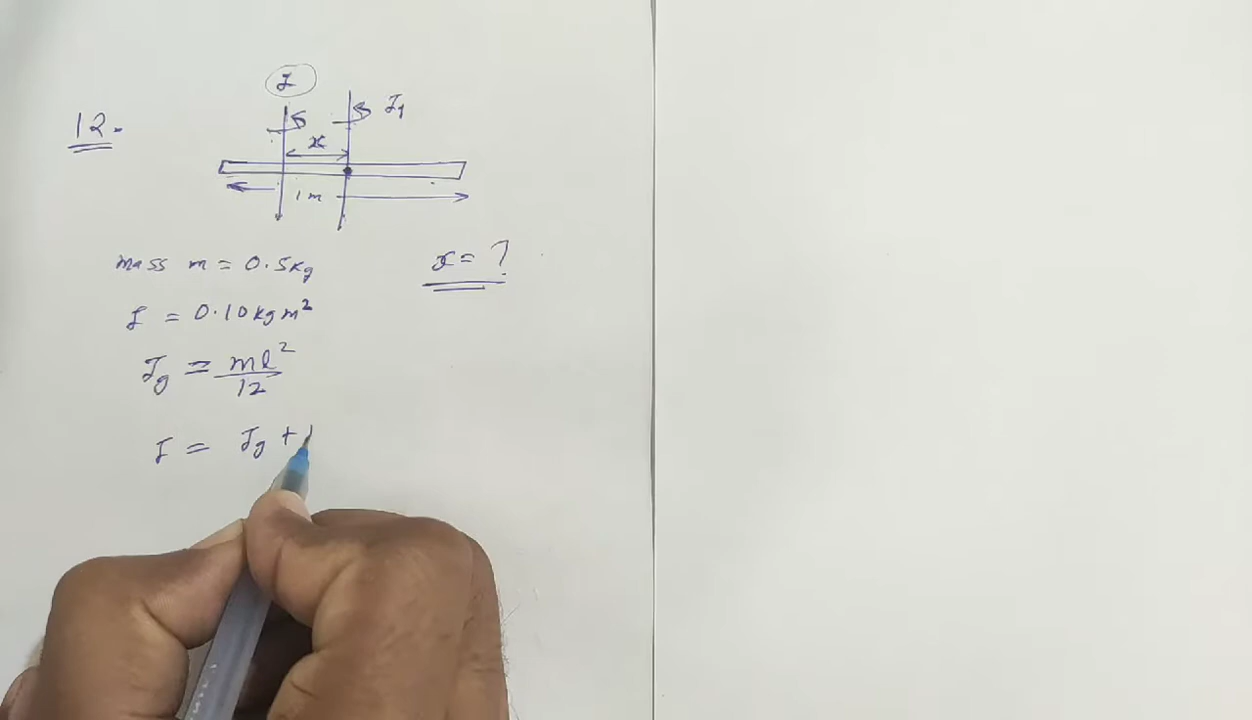 I
12.
I1
x
1m
mass m = 0.5kg
x = ?
I = 0.10 kg m²
Ig = ml²/12
I = Ig +